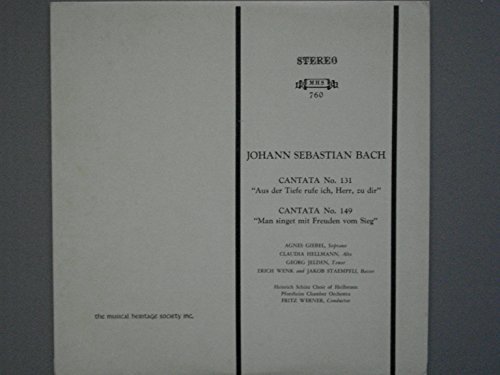 STEREO
MHS
760
JOHANN SEBASTIAN BACH
CANTATA No. 131
"Aus der Tiefe rufe ich, Herr, zu dir"
CANTATA No. 149
"Man singet mit Freuden vom Sieg"
AGNES GIEBEL, Soprano
CLAUDIA HELLMANN, Alto
GEORG JELDEN, Tenor
ERICH WENK and JAKOB STAEMPFLI, Basses
Heinrich Schütz Choir of Heilbronn
Pforzheim Chamber Orchestra
FRITZ WERNER, Conductor
the musical heritage society inc.